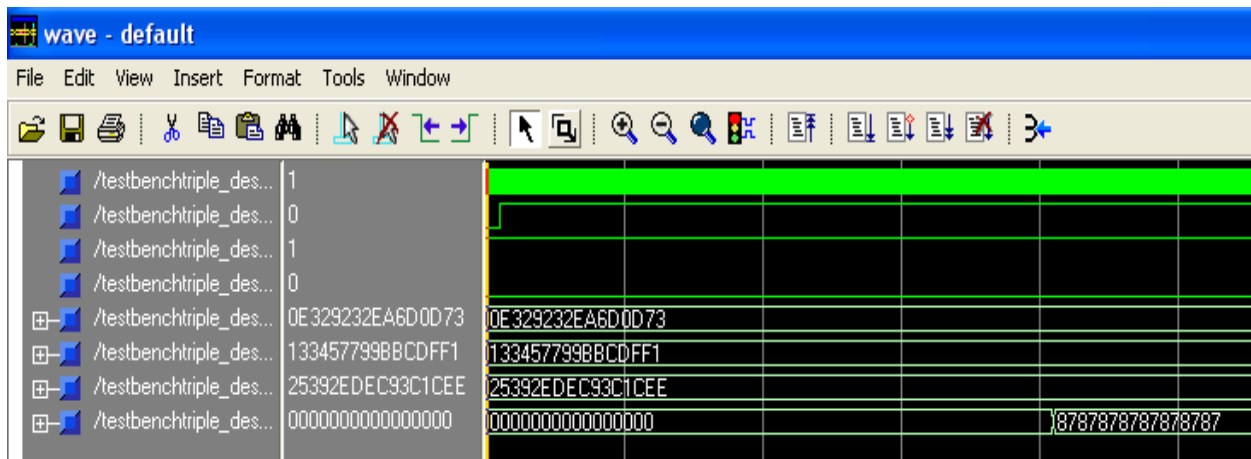 wave - default
File Edit View Insert Format Tools Window
/testbenchtriple_des... 1
/testbenchtriple_des... 0
/testbenchtriple_des... 1
/testbenchtriple_des... 0
/testbenchtriple_des... 0E329232EA6D0D73 0E329232EA6D0D73
/testbenchtriple_des... 133457799BBCDFF1 133457799BBCDFF1
/testbenchtriple_des... 25392EDEC93C1CEE 25392EDEC93C1CEE
/testbenchtriple_des... 0000000000000000 0000000000000000 8787878787878787